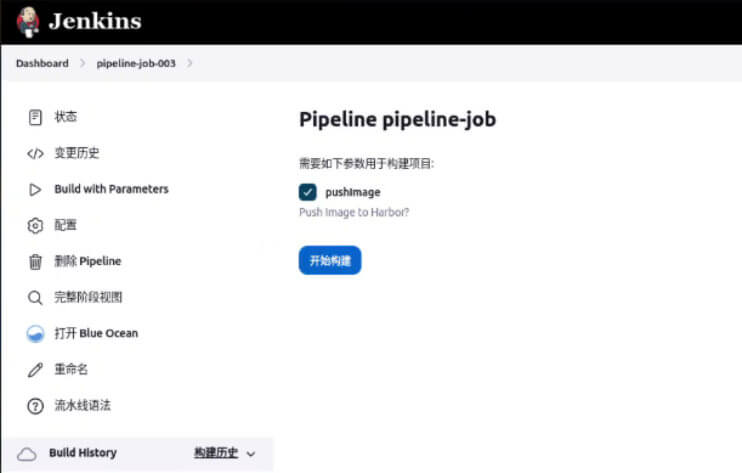 Jenkins
Dashboard
pipeline-job-003
状态
变更历史
Build with Parameters
配置
删除 Pipeline
完整阶段视图
打开 Blue Ocean
重命名
流水线语法
Build History
构建历史
Pipeline pipeline-job
需要如下参数用于构建项目:
pushImage
Push Image to Harbor?
开始构建